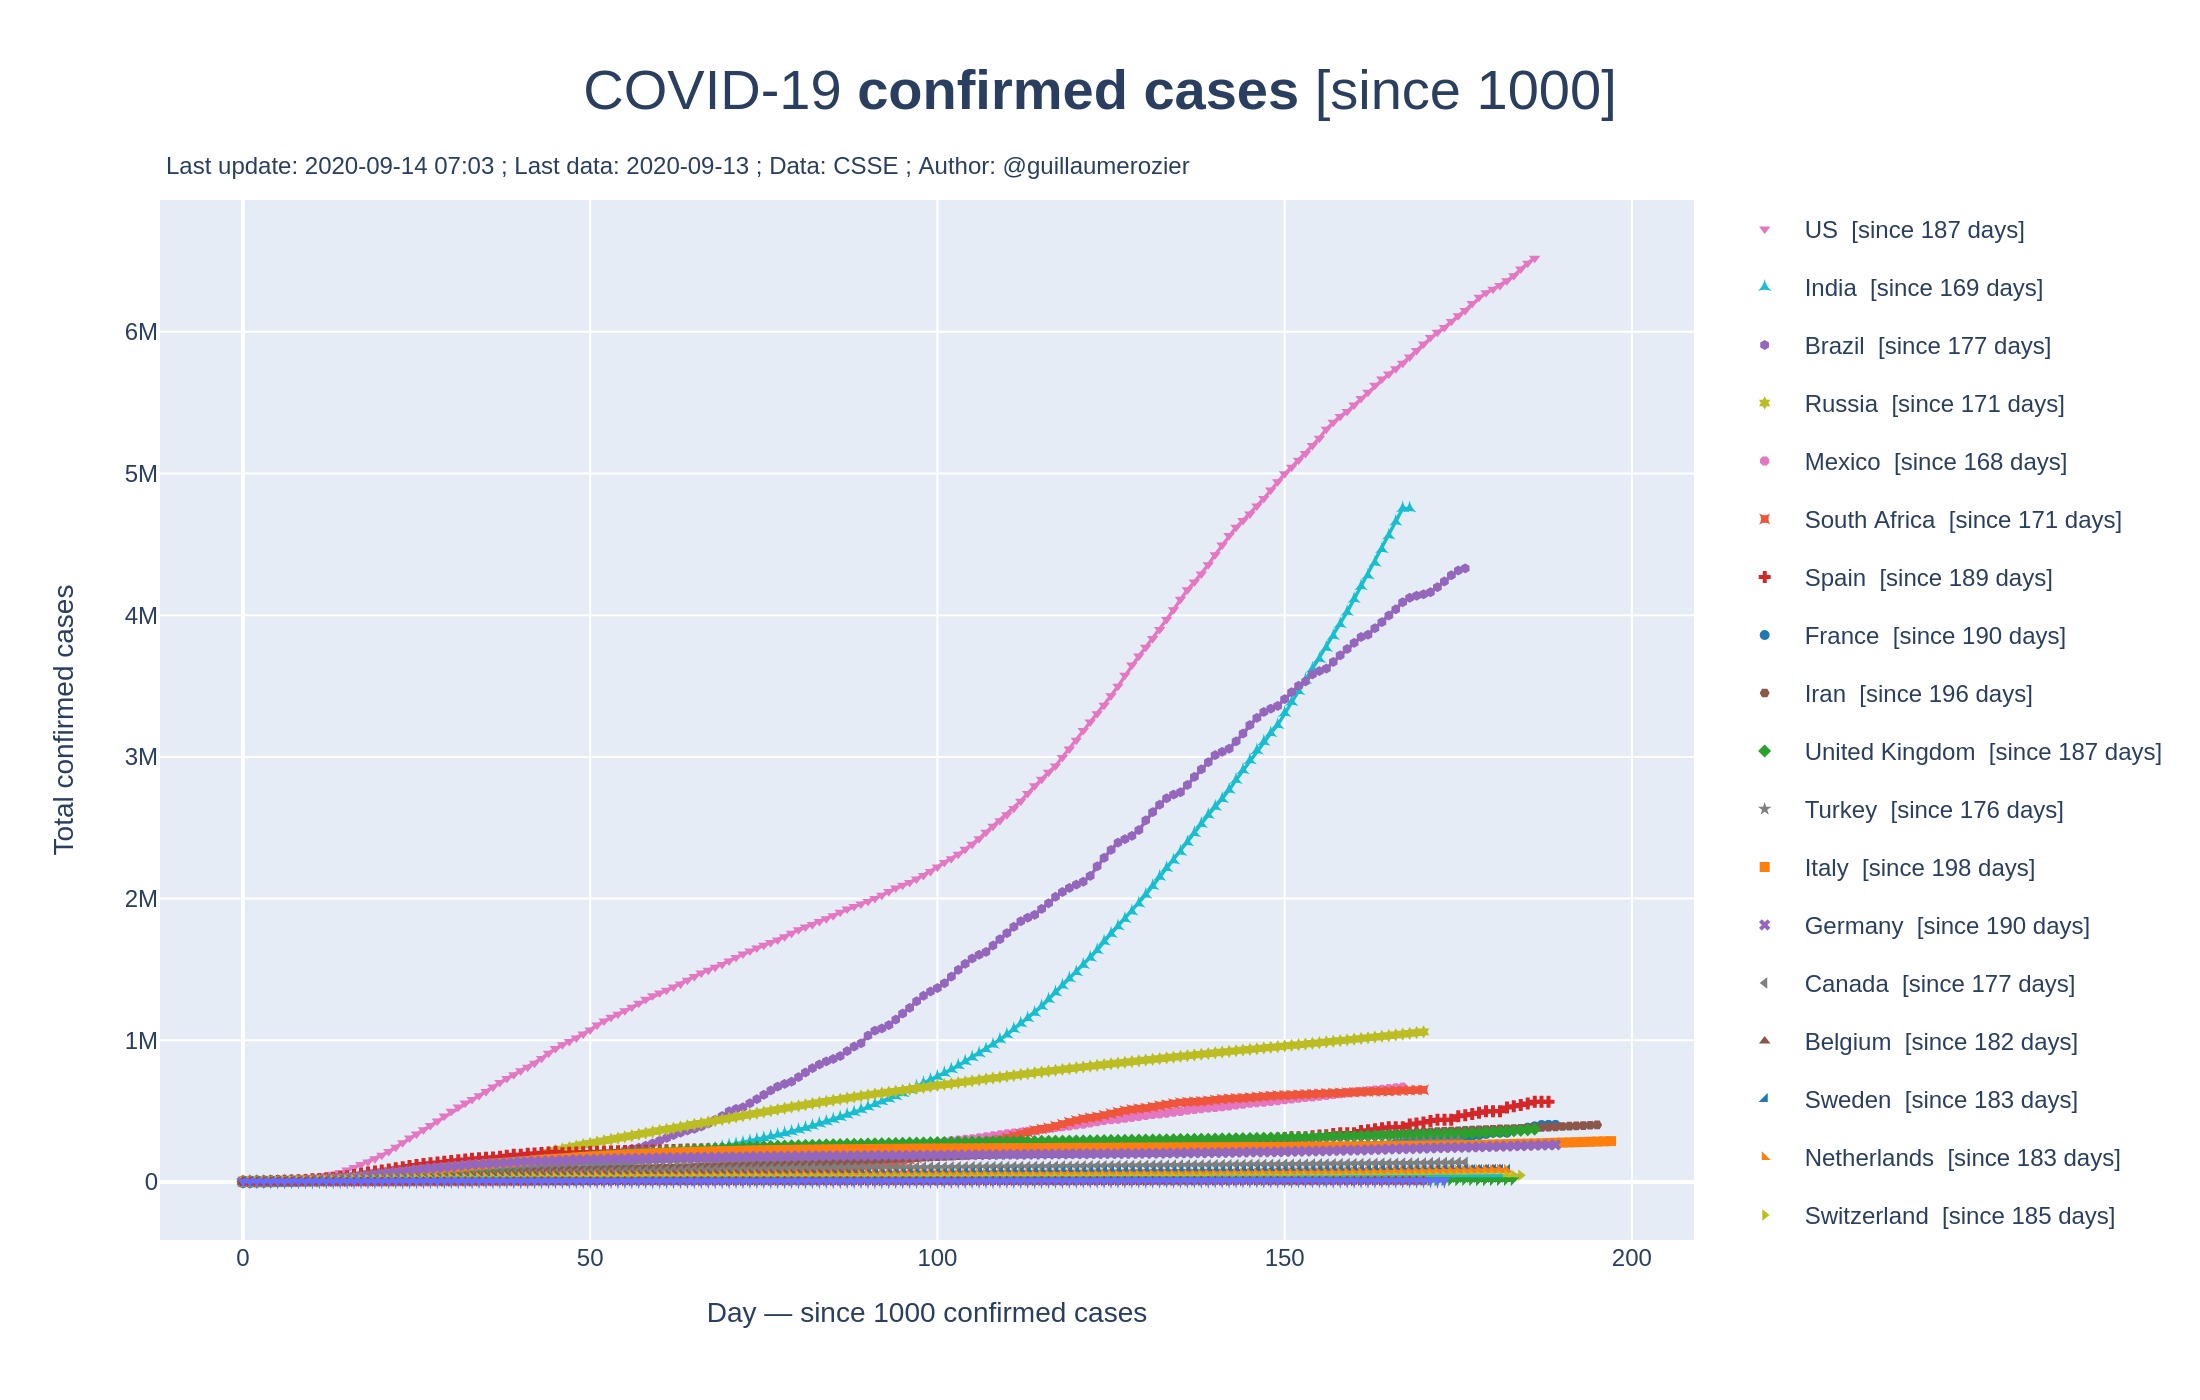 COVID-19 confirmed cases [since 1000]
Last update: 2020-09-14 07:03 ; Last data: 2020-09-13 ; Data: CSSE ; Author: @guillaumerozier
Total confirmed cases
6M
5M
4M
3M
2M
1M
0
0
50
100
150
200
Day — since 1000 confirmed cases
US [since 187 days]
India [since 169 days]
Brazil [since 177 days]
Russia [since 171 days]
Mexico [since 168 days]
South Africa [since 171 days]
Spain [since 189 days]
France [since 190 days]
Iran [since 196 days]
United Kingdom [since 187 days]
Turkey [since 176 days]
Italy [since 198 days]
Germany [since 190 days]
Canada [since 177 days]
Belgium [since 182 days]
Sweden [since 183 days]
Netherlands [since 183 days]
Switzerland [since 185 days]